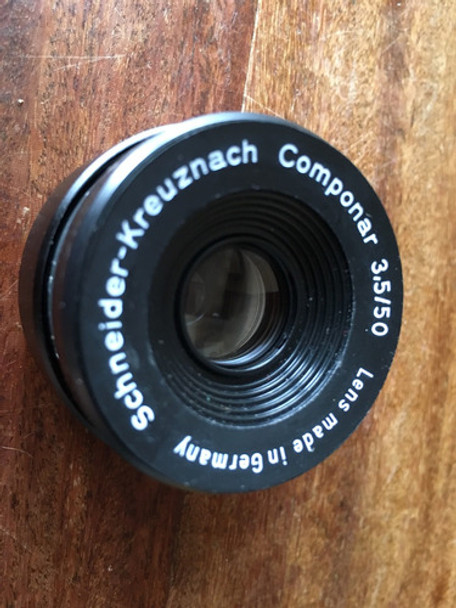 Schneider-Kreuznach Componar 3,5/50
Lens made in Germany